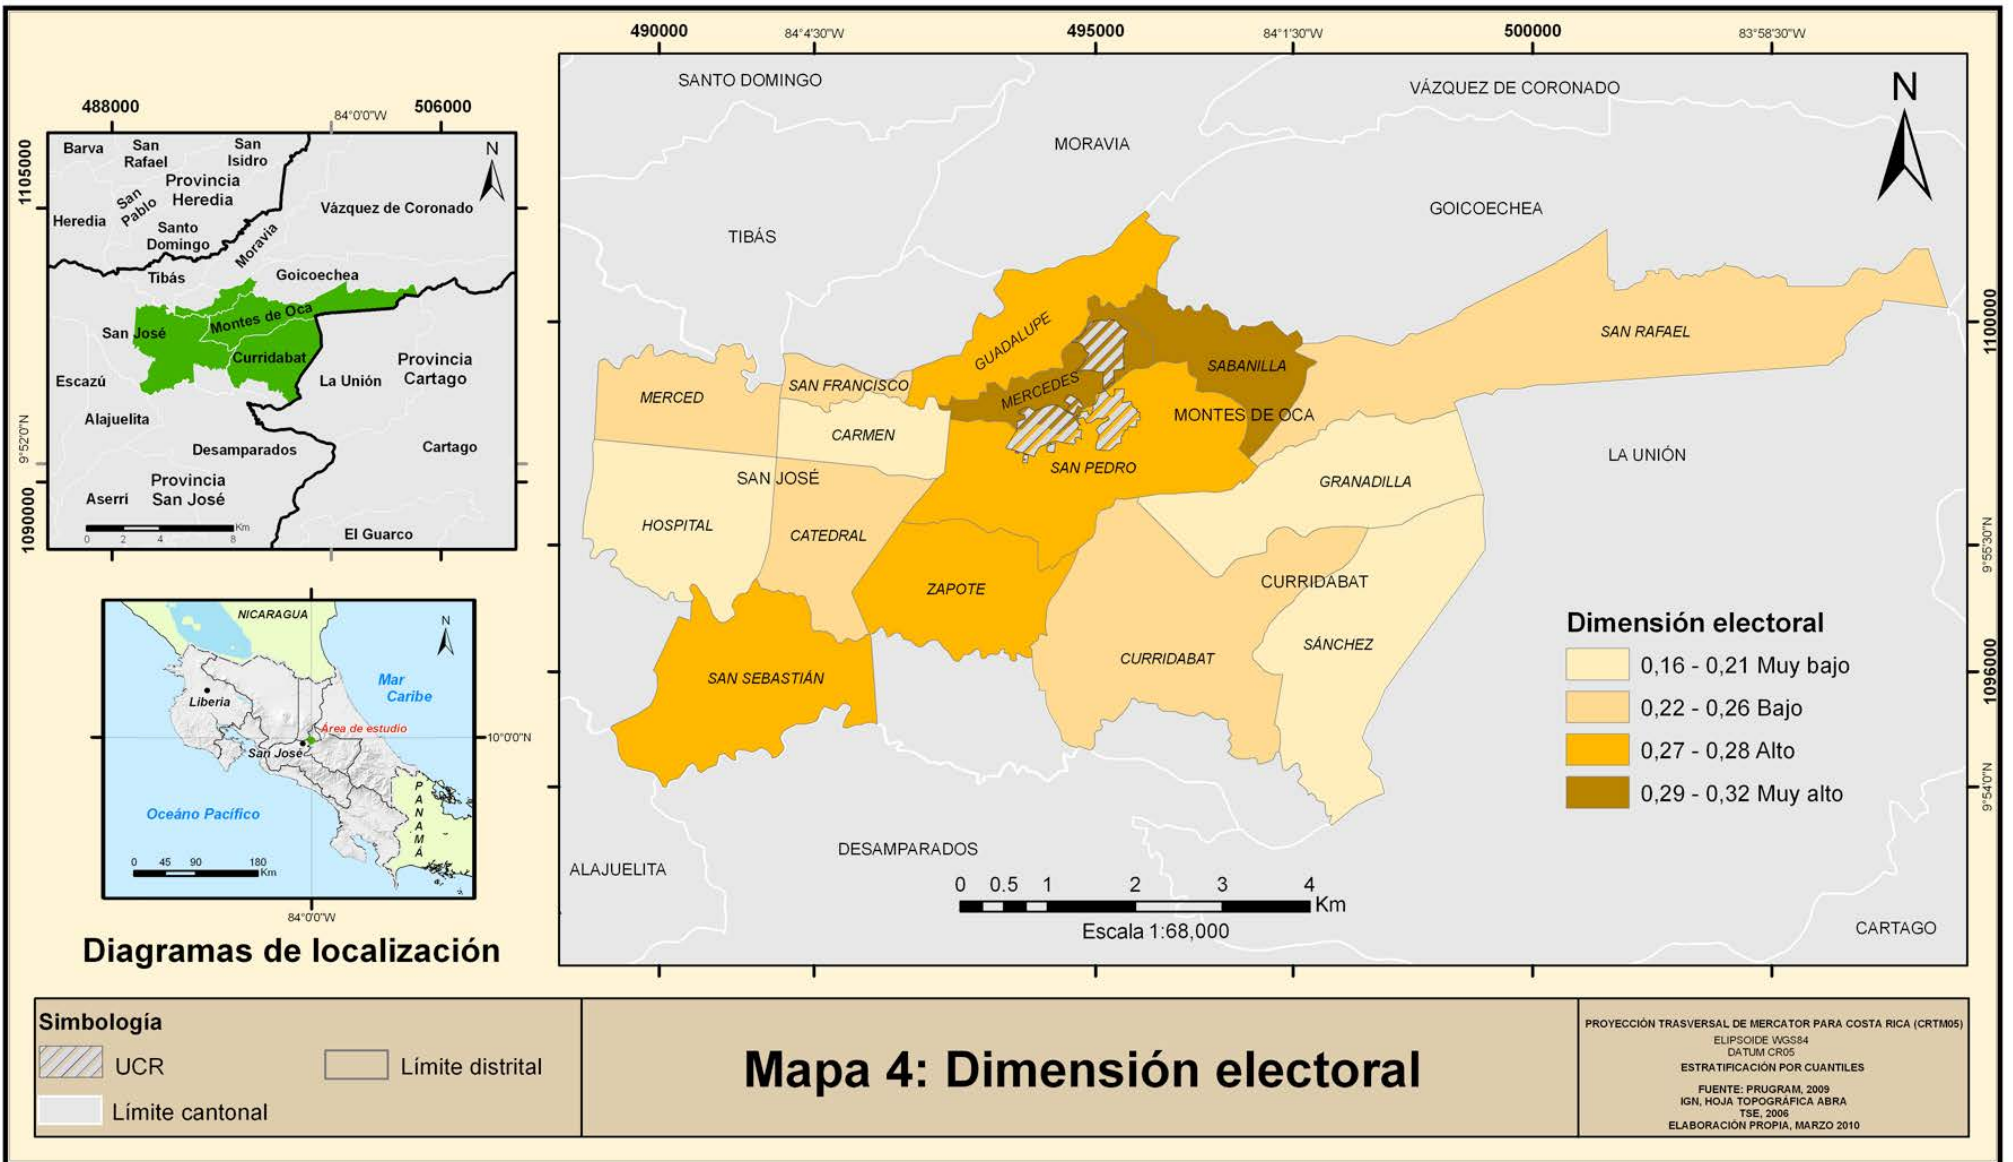 488000
84°0'0"W
506000
1105000
1090000
9°52'0"N
Barva
San
Rafael
San
Isidro
N
Provincia
Heredia
San
Pablo
Heredia
Santo
Domingo
Moravia
Vázquez de Coronado
Tibás
Goicoechea
San José
Montes de Oca
Curridabat
Escazú
La Unión
Provincia
Cartago
Alajuelita
Desamparados
Cartago
Aserrí
Provincia
San José
El Guarco
0 2 4 8 Km
NICARAGUA
N
Mar
Caribe
Liberia
Área de estudio
San José
10°0'0"N
Océano Pacífico
PANAMÁ
0 45 90 180
Km
84°0'0"W
Diagramas de localización
490000
84°4'30"W
495000
84°1'30"W
500000
83°58'30"W
1100000
9°55'30"N
1096000
9°54'0"N
SANTO DOMINGO
VÁZQUEZ DE CORONADO
N
MORAVIA
TIBÁS
GOICOECHEA
GUADALUPE
SAN RAFAEL
SABANILLA
MERCED
SAN FRANCISCO
MERCEDES
CARMEN
MONTES DE OCA
SAN JOSÉ
SAN PEDRO
LA UNIÓN
GRANADILLA
HOSPITAL
CATEDRAL
ZAPOTE
CURRIDABAT
SÁNCHEZ
CURRIDABAT
SAN SEBASTIÁN
DESAMPARADOS
ALAJUELITA
CARTAGO
Dimensión electoral
0,16 - 0,21 Muy bajo
0,22 - 0,26 Bajo
0,27 - 0,28 Alto
0,29 - 0,32 Muy alto
0 0.5 1 2 3 4
Km
Escala 1:68,000
Simbología
UCR
Límite distrital
Límite cantonal
Mapa 4: Dimensión electoral
PROYECCIÓN TRASVERSAL DE MERCATOR PARA COSTA RICA (CRTM05)
ELIPSOIDE WGS84
DATUM CR05
ESTRATIFICACIÓN POR CUANTILES
FUENTE: PRUGRAM, 2009
IGN, HOJA TOPOGRÁFICA ABRA
TSE, 2006
ELABORACIÓN PROPIA, MARZO 2010